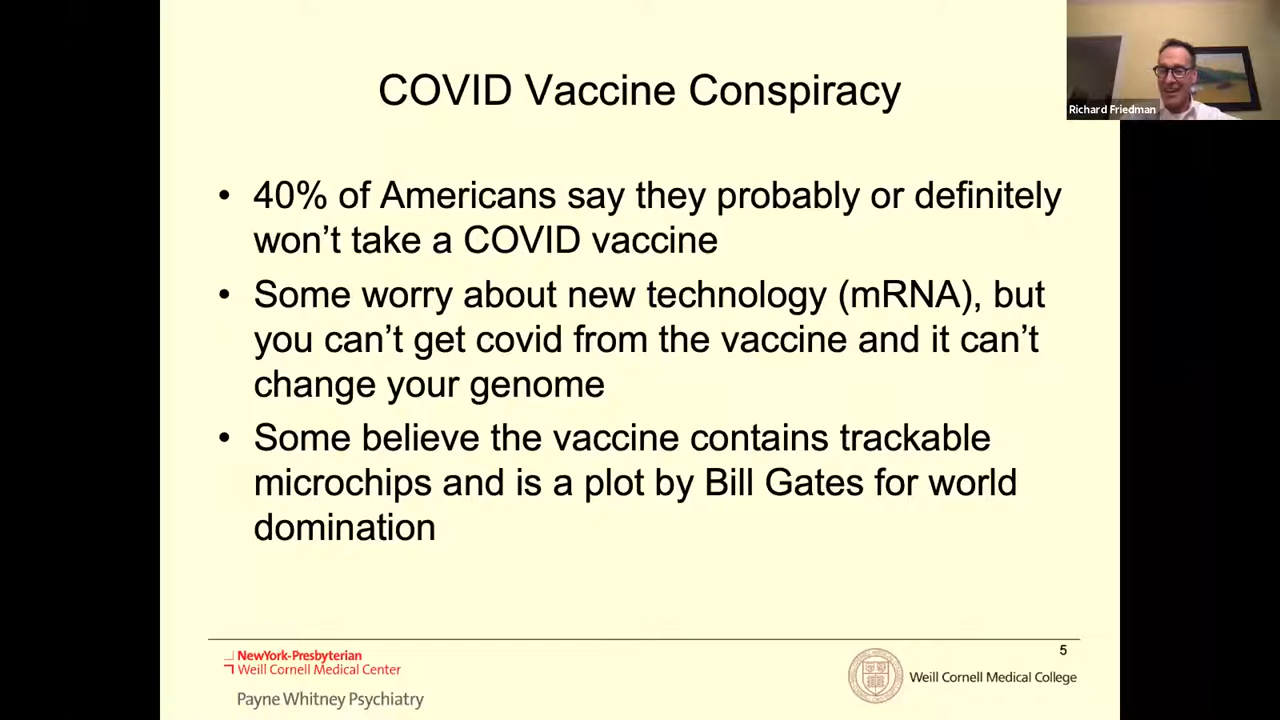 COVID Vaccine Conspiracy
Richard Friedman
• 40% of Americans say they probably or definitely
won’t take a COVID vaccine
• Some worry about new technology (mRNA), but
you can’t get covid from the vaccine and it can’t
change your genome
• Some believe the vaccine contains trackable
microchips and is a plot by Bill Gates for world
domination
5
NewYork-Presbyterian
Weill Cornell Medical Center
Payne Whitney Psychiatry
Weill Cornell Medical College